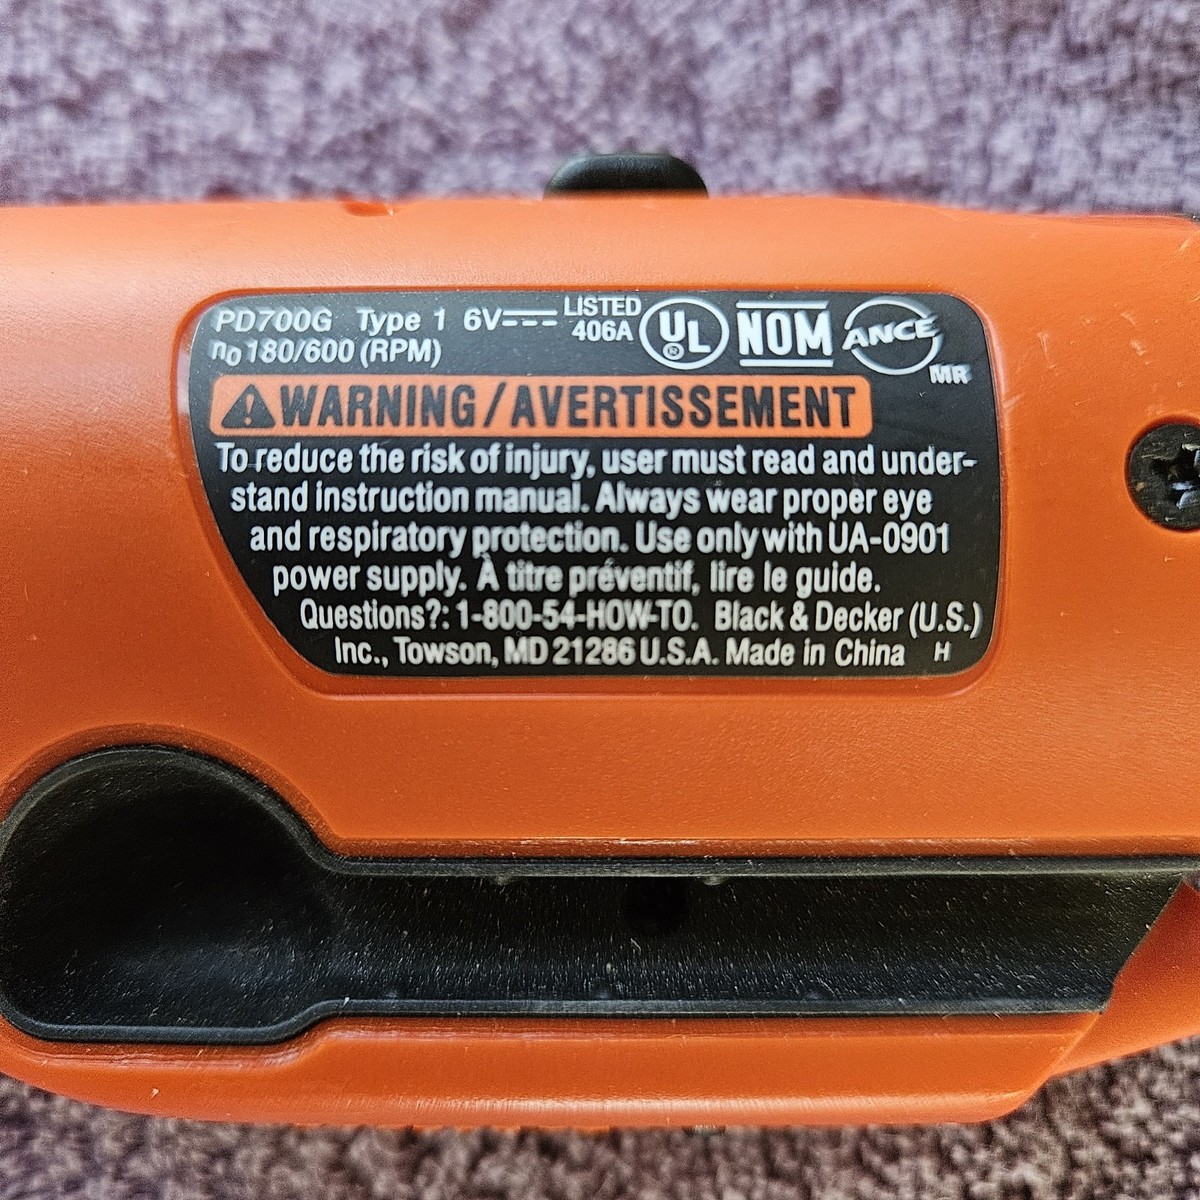 PD700G Type 1 6V LISTED 406A UL ® NOM ANCE MR
n0 180/600 (RPM)
WARNING/AVERTISSEMENT
To reduce the risk of injury, user must read and under-
stand instruction manual. Always wear proper eye
and respiratory protection. Use only with UA-0901
power supply. À titre préventif, lire le guide.
Questions?: 1-800-54-HOW-TO. Black & Decker (U.S.)
Inc., Towson, MD 21286 U.S.A. Made in China H